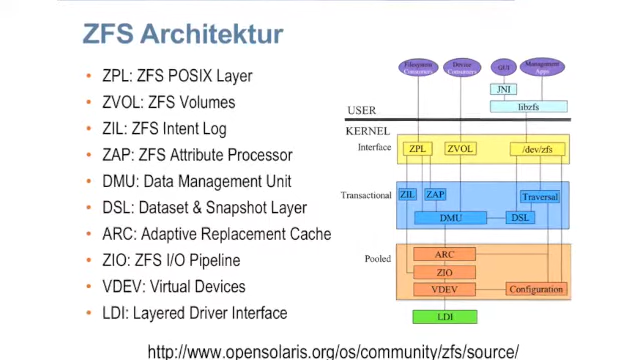 ZFS Architektur
• ZPL: ZFS POSIX Layer
• ZVOL: ZFS Volumes
• ZIL: ZFS Intent Log
• ZAP: ZFS Attribute Processor
• DMU: Data Management Unit
• DSL: Dataset & Snapshot Layer
• ARC: Adaptive Replacement Cache
• ZIO: ZFS I/O Pipeline
• VDEV: Virtual Devices
• LDI: Layered Driver Interface
Filesystem Consumers
Device Consumers
GUI
Management Apps
JNI
USER
libzfs
KERNEL
Interface
ZPL
ZVOL
/dev/zfs
Transactional
ZIL
ZAP
Traversal
DMU
DSL
Pooled
ARC
ZIO
VDEV
Configuration
LDI
http://www.opensolaris.org/os/community/zfs/source/